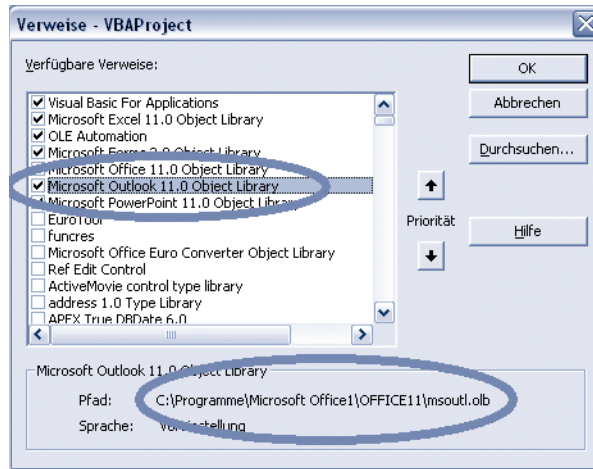 Verweise - VBAProject
Verfügbare Verweise:
OK
Abbrechen
Durchsuchen...
Priorität
Hilfe
Visual Basic For Applications
Microsoft Excel 11.0 Object Library
OLE Automation
Microsoft Forms 2.0 Object Library
Microsoft Office 11.0 Object Library
Microsoft Outlook 11.0 Object Library
Microsoft PowerPoint 11.0 Object Library
EuroTool
funcres
Microsoft Office Euro Converter Object Library
Ref Edit Control
ActiveMovie control type library
address 1.0 Type Library
APEX True DBDate 6.0
Microsoft Outlook 11.0 Object Library
Pfad: C:\Programme\Microsoft Office1\OFFICE11\msoutl.olb
Sprache: Voreinstellung